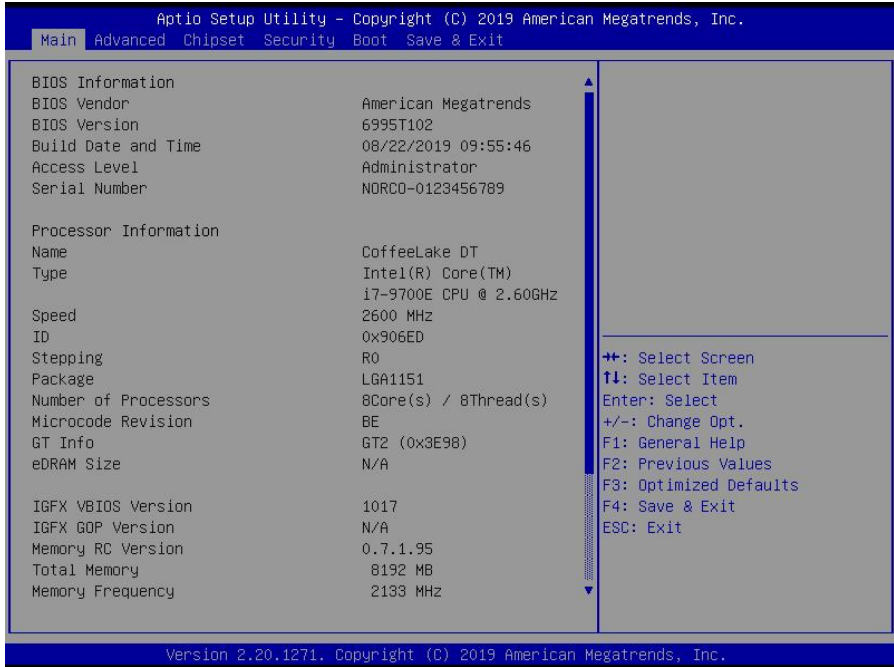 Aptio Setup Utility – Copyright (C) 2019 American Megatrends, Inc.
Main Advanced Chipset Security Boot Save & Exit
BIOS Information
BIOS Vendor American Megatrends
BIOS Version 6995T102
Build Date and Time 08/22/2019 09:55:46
Access Level Administrator
Serial Number NORCO-0123456789
Processor Information
Name CoffeeLake DT
Type Intel(R) Core(TM)
i7-9700E CPU @ 2.60GHz
Speed 2600 MHz
ID 0x906ED
Stepping R0
Package LGA1151
Number of Processors 8Core(s) / 8Thread(s)
Microcode Revision BE
GT Info GT2 (0x3E98)
eDRAM Size N/A
IGFX VBIOS Version 1017
IGFX GOP Version N/A
Memory RC Version 0.7.1.95
Total Memory 8192 MB
Memory Frequency 2133 MHz
→←: Select Screen
↑↓: Select Item
Enter: Select
+/-: Change Opt.
F1: General Help
F2: Previous Values
F3: Optimized Defaults
F4: Save & Exit
ESC: Exit
Version 2.20.1271. Copyright (C) 2019 American Megatrends, Inc.